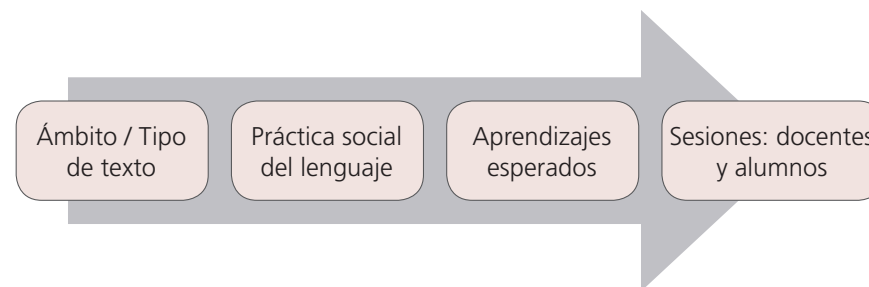 Ámbito / Tipo
de texto
Práctica social
del lenguaje
Aprendizajes
esperados
Sesiones: docentes
y alumnos